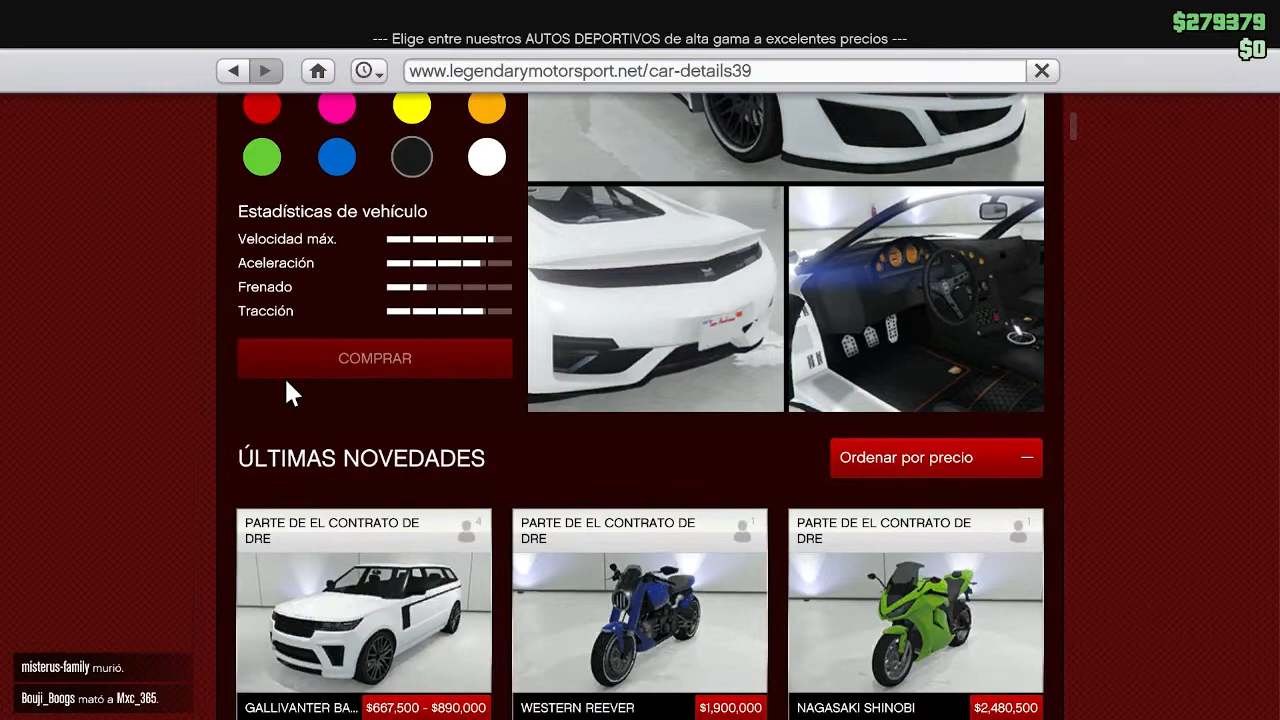 $279379
$0
--- Elige entre nuestros AUTOS DEPORTIVOS de alta gama a excelentes precios ---
www.legendarymotorsport.net/car-details39
Estadísticas de vehículo
Velocidad máx.
Aceleración
Frenado
Tracción
COMPRAR
ÚLTIMAS NOVEDADES
Ordenar por precio
PARTE DE EL CONTRATO DE
DRE
4
PARTE DE EL CONTRATO DE
DRE
1
PARTE DE EL CONTRATO DE
DRE
1
GALLIVANTER BA... $667,500 - $890,000
WESTERN REEVER $1,900,000
NAGASAKI SHINOBI $2,480,500
misterus-family murió.
Bouji_Boogs mató a Mxc_365.